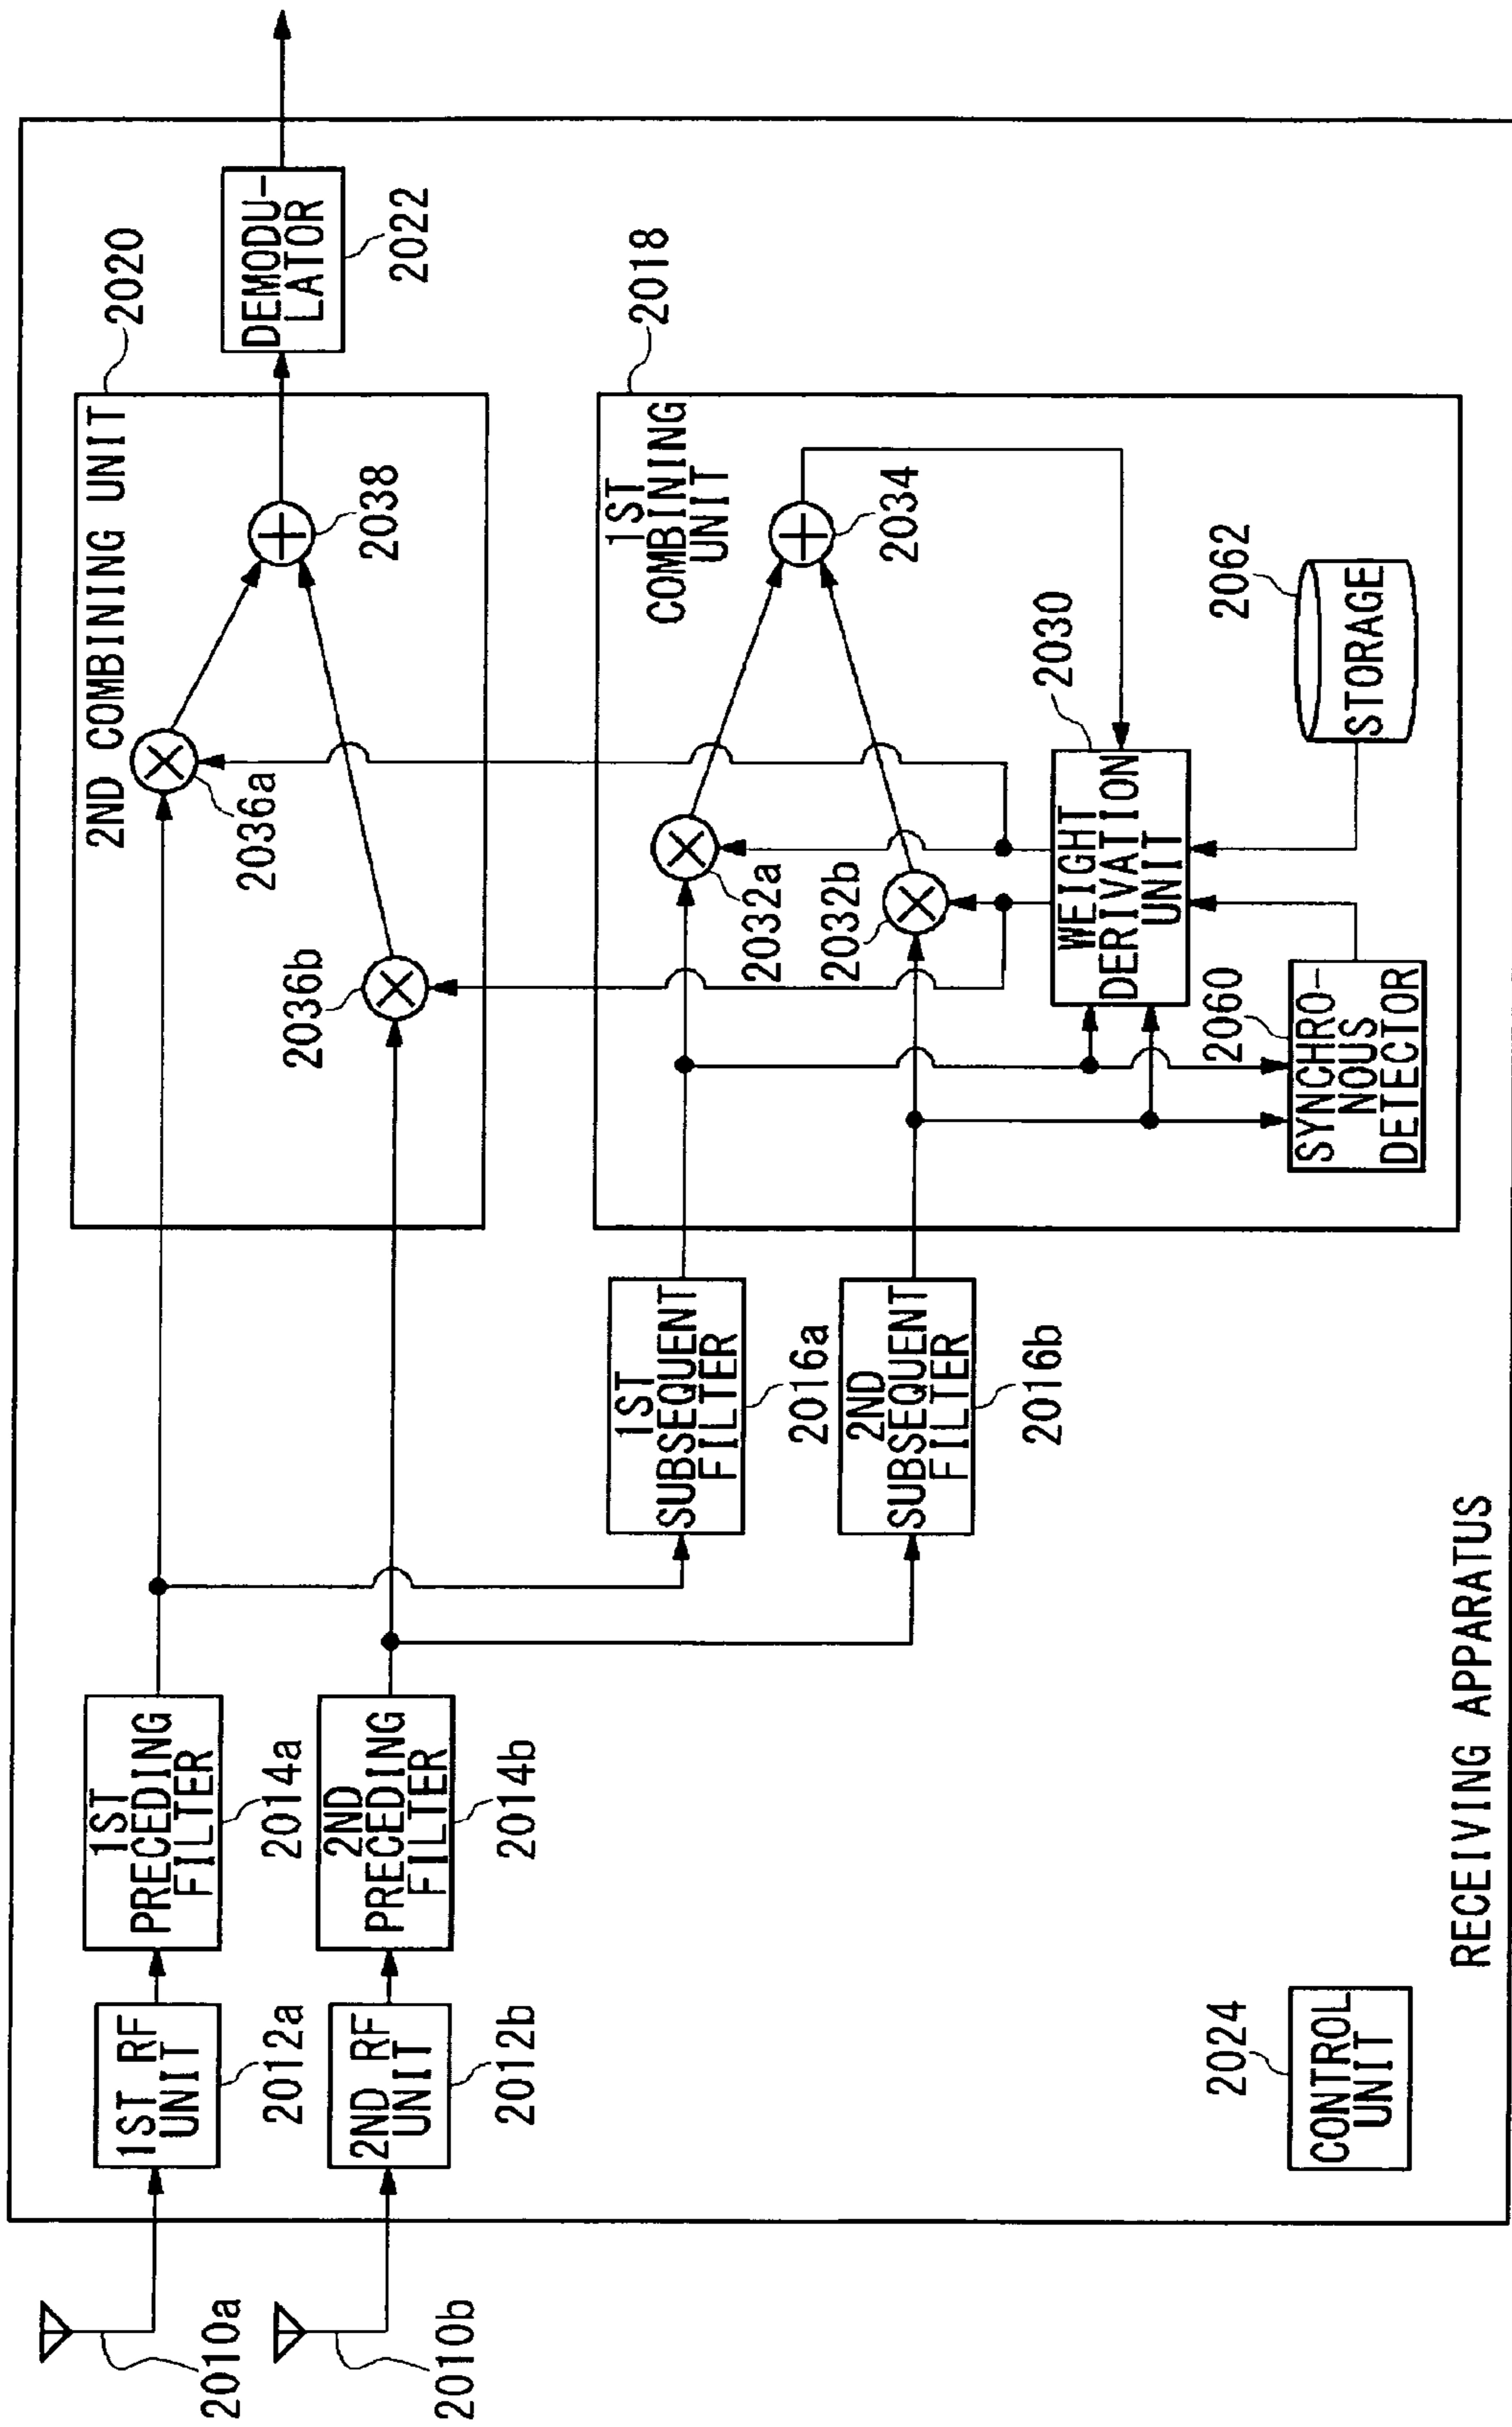 2010a
2010b
1ST RF
UNIT
2012a
2ND RF
UNIT
2012b
1ST
PRECEDING
FILTER
2014a
2ND
PRECEDING
FILTER
2014b
1ST
SUBSEQUENT
FILTER
2016a
2ND
SUBSEQUENT
FILTER
2016b
2ND COMBINING UNIT
2020
2036a
2036b
2038
DEMODU-
LATOR
2022
1ST
COMBINING
UNIT
2018
2032a
2032b
2034
WEIGHT
DERIVATION
UNIT
2030
SYNCHRO-
NOUS
DETECTOR
2060
STORAGE
2062
CONTROL
UNIT
2024
RECEIVING APPARATUS